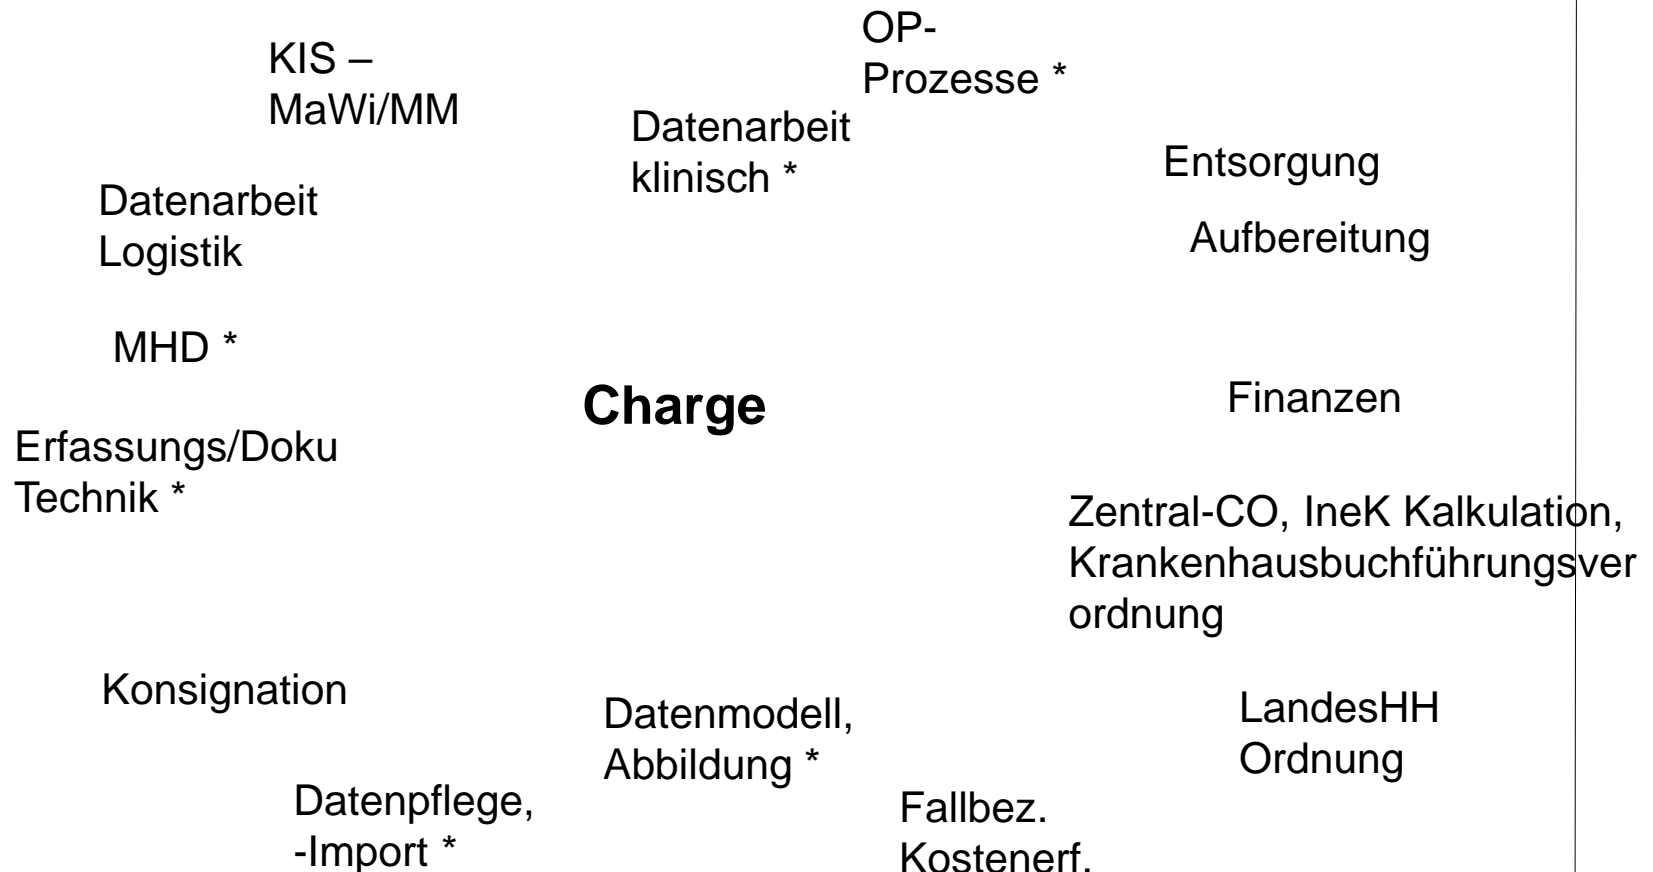 OP-
Prozesse *
KIS –
MaWi/MM
Datenarbeit
klinisch *
Entsorgung
Datenarbeit
Logistik
Aufbereitung
MHD *
Charge
Finanzen
Erfassungs/Doku
Technik *
Zentral-CO, IneK Kalkulation,
Krankenhausbuchführungsver
ordnung
Konsignation
Datenmodell,
Abbildung *
LandesHH
Ordnung
Datenpflege,
-Import *
Fallbez.
Kostenerf.